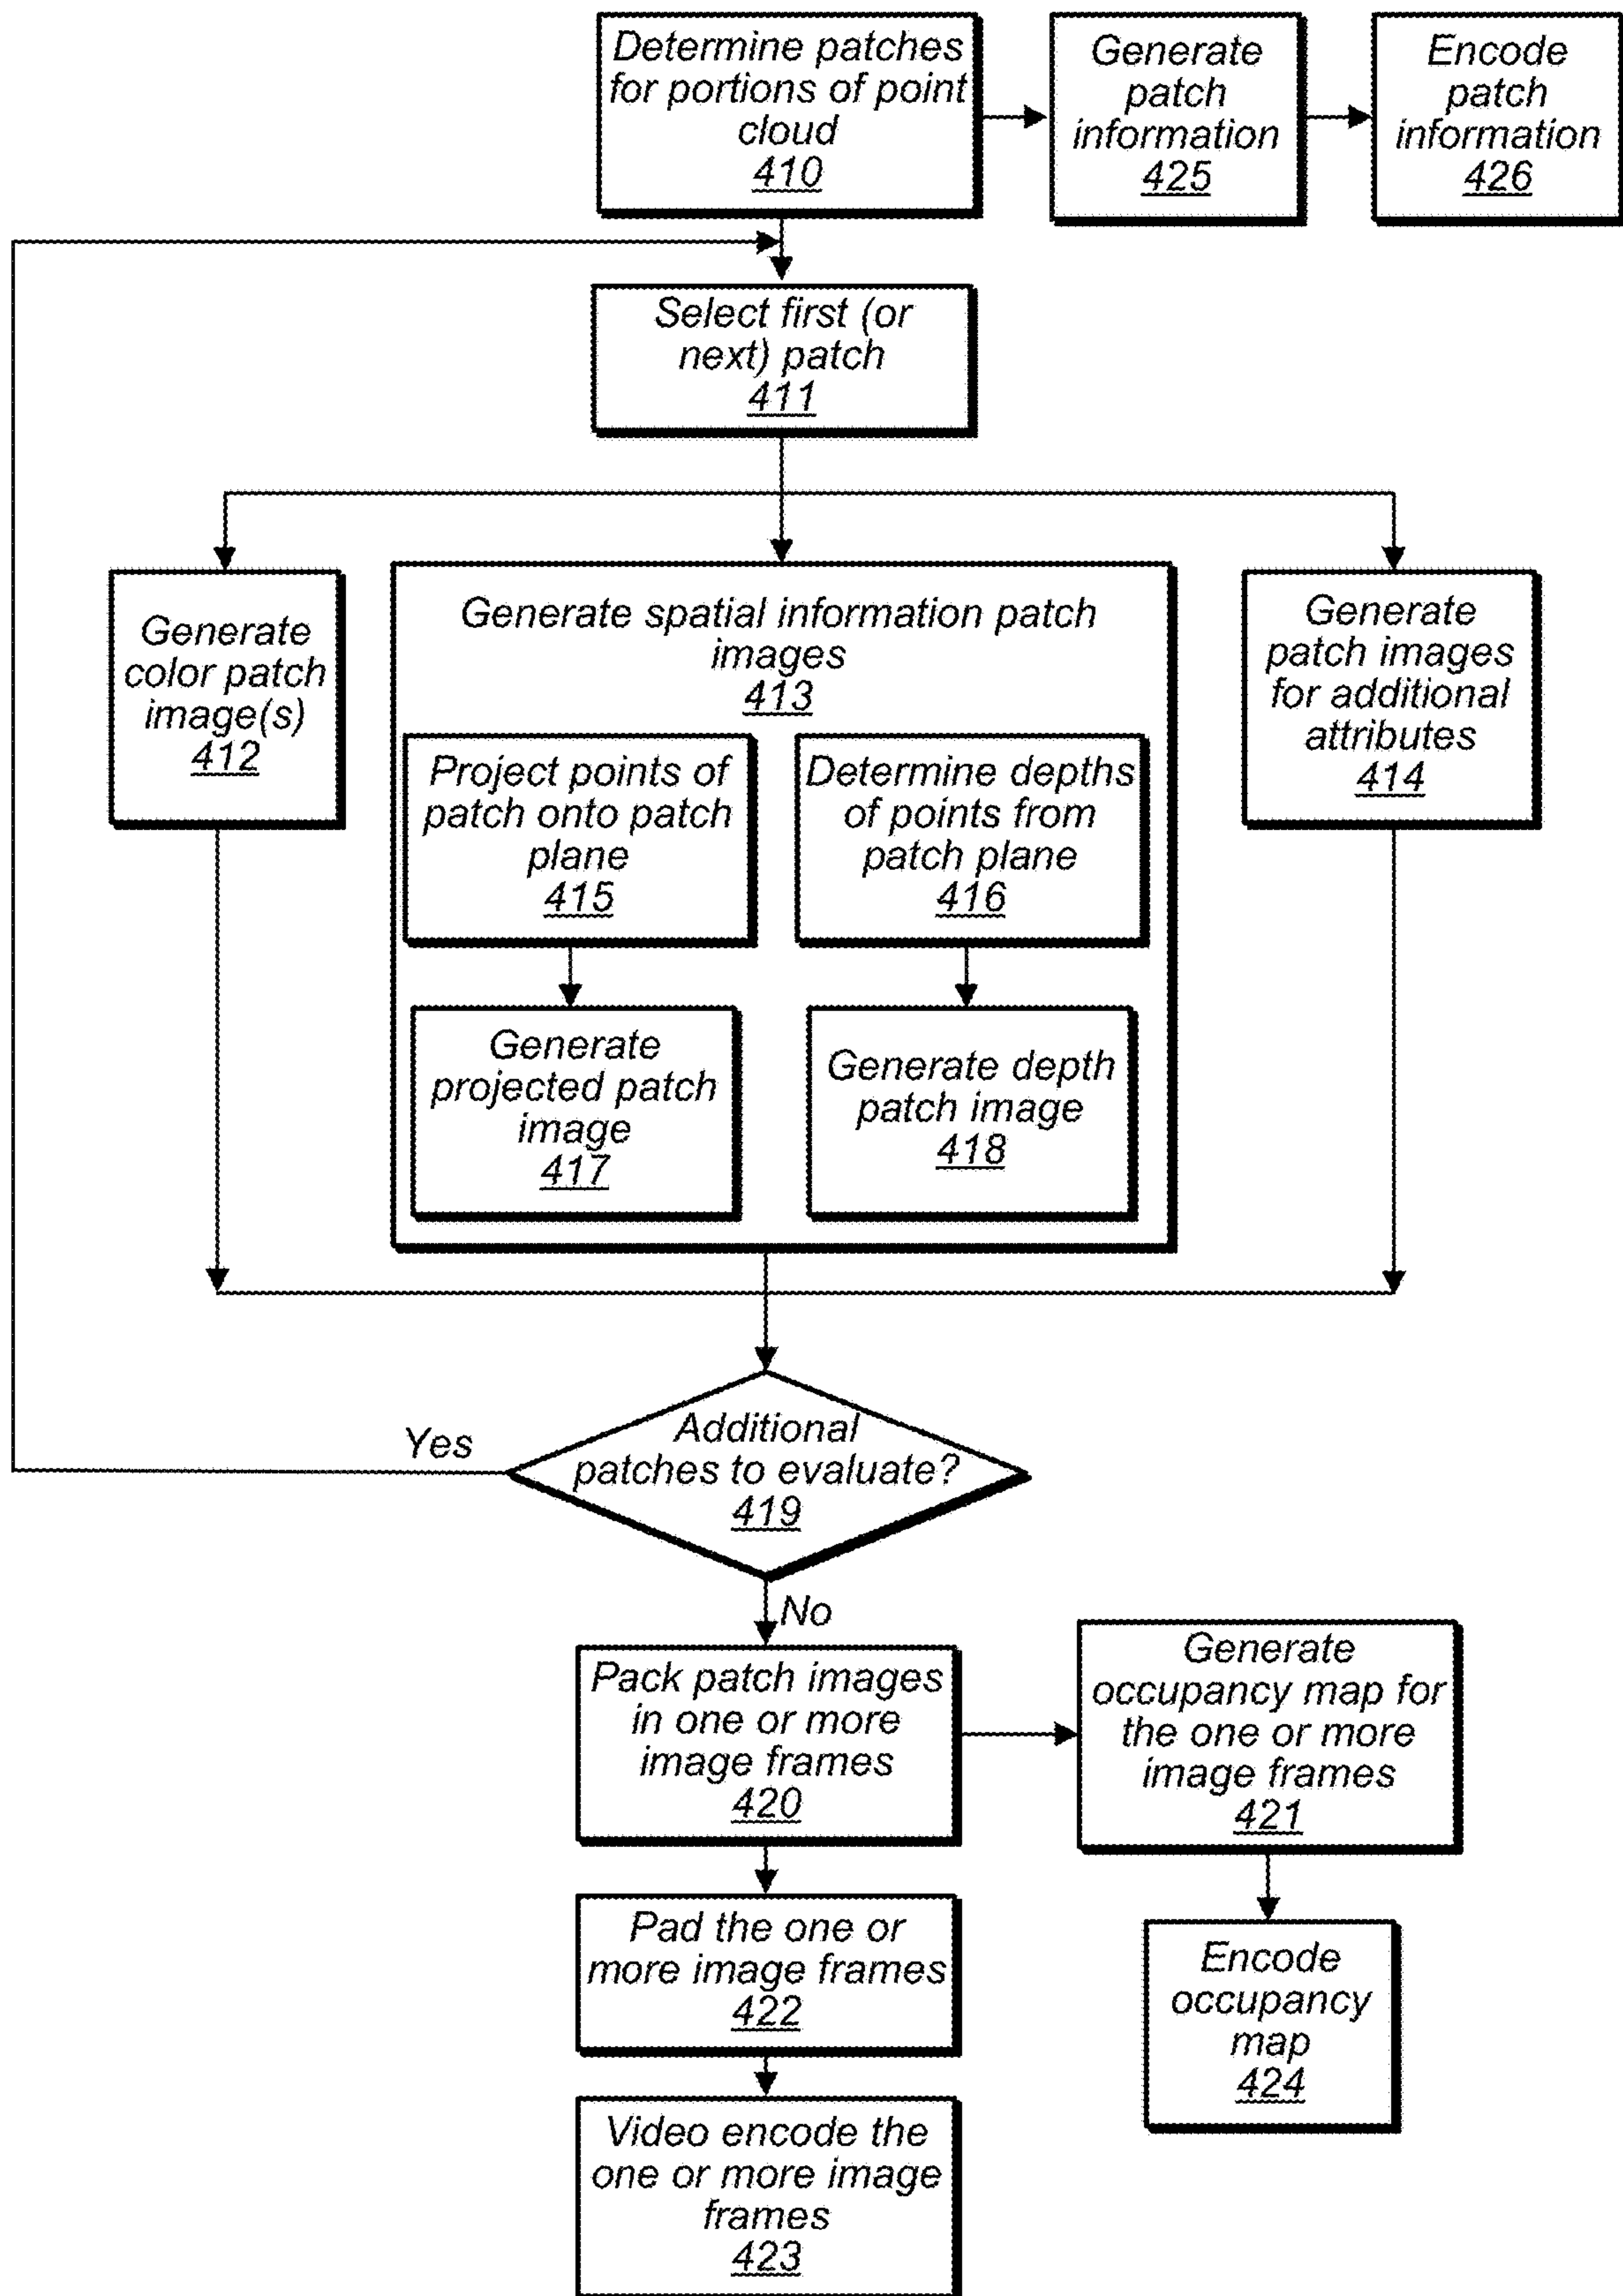 Determine patches
for portions of point
cloud
410
Generate
patch
information
425
Encode
patch
information
426
Select first (or
next) patch
411
Generate
color patch
image(s)
412
Generate spatial information patch
images
413
Generate
patch images
for additional
attributes
414
Project points of
patch onto patch
plane
415
Determine depths
of points from
patch plane
416
Generate
projected patch
image
417
Generate depth
patch image
418
Additional
patches to evaluate?
419
Yes
No
Pack patch images
in one or more
image frames
420
Generate
occupancy map for
the one or more
image frames
421
Pad the one or
more image frames
422
Encode
occupancy
map
424
Video encode the
one or more image
frames
423